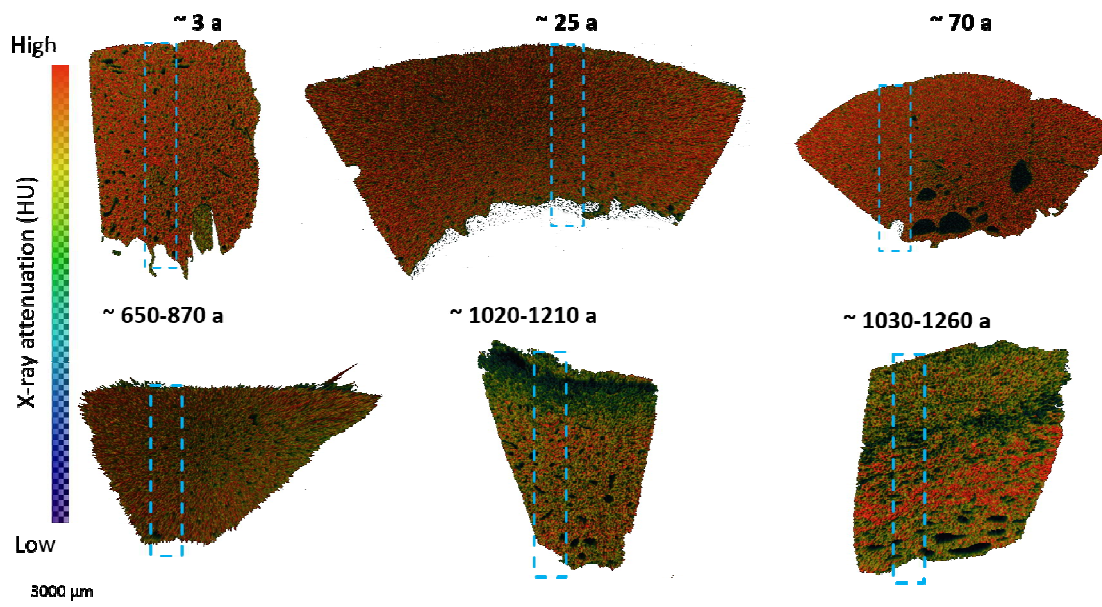 ~ 3 a
~ 25 a
~ 70 a
High
X-ray attenuation (HU)
~ 650-870 a
~ 1020-1210 a
~ 1030-1260 a
Low
3000 µm